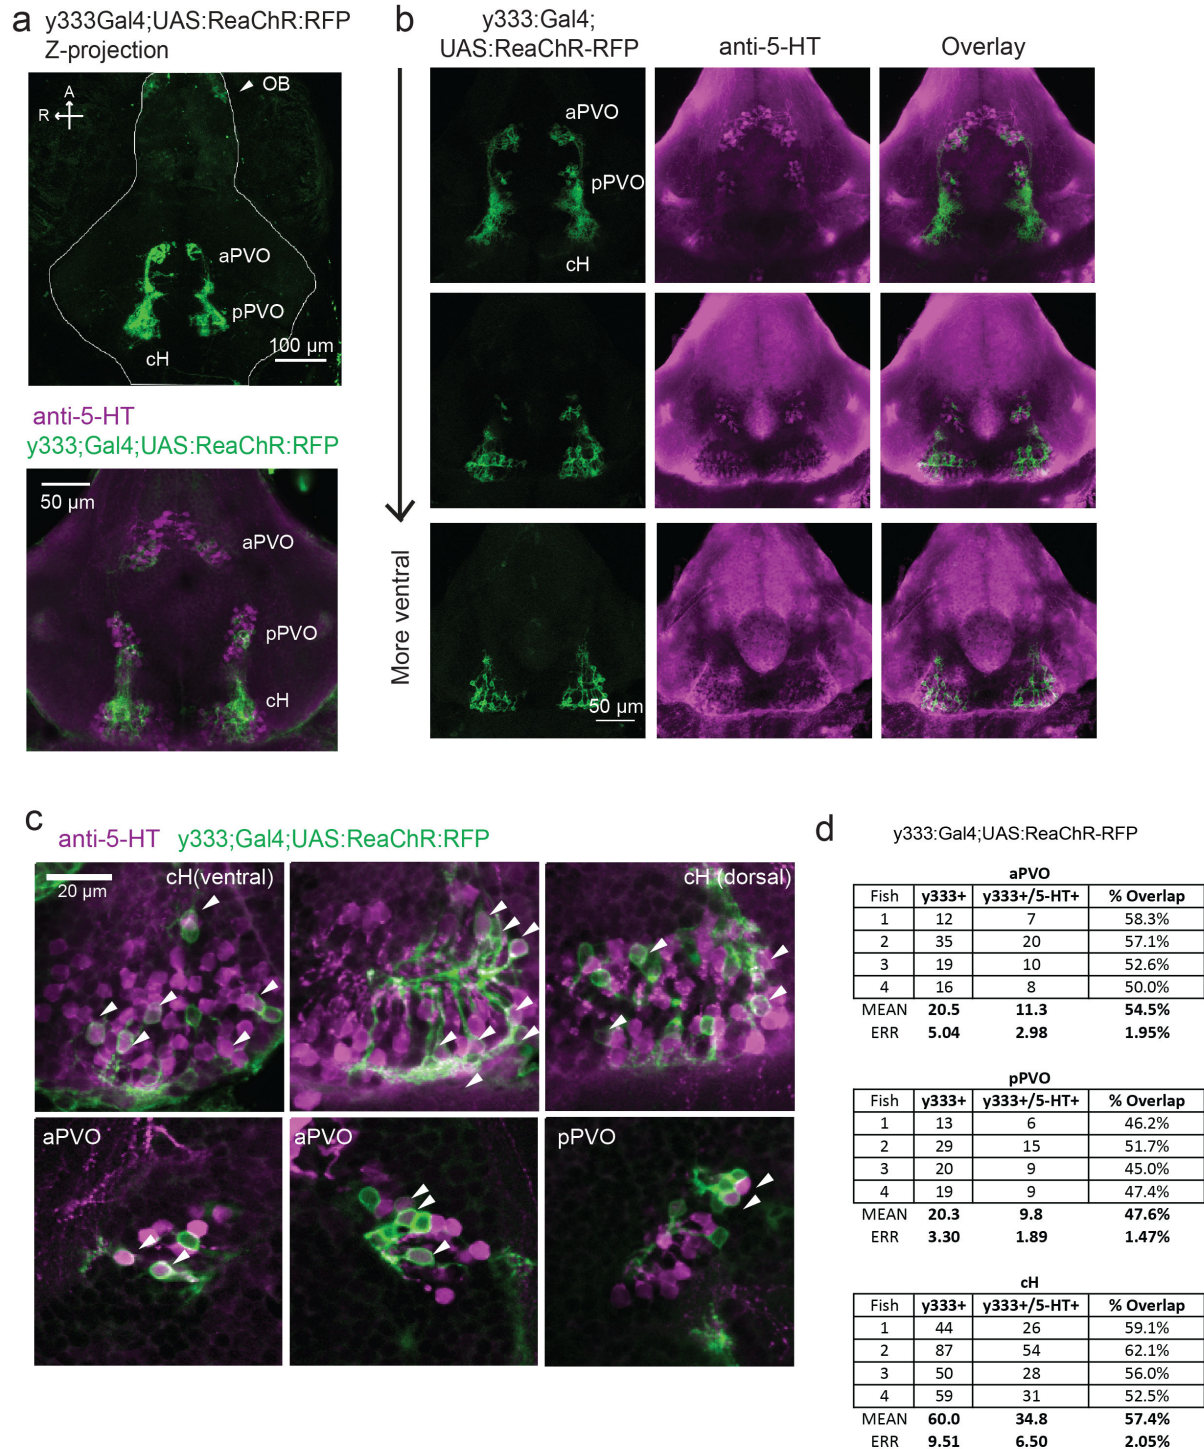 a
y333Gal4;UAS:ReaChR:RFP
Z-projection
OB
A
R
aPVO
pPVO
100 µm
cH
anti-5-HT
y333;Gal4;UAS:ReaChR:RFP
50 µm
aPVO
pPVO
cH
b
y333:Gal4;
UAS:ReaChR-RFP
anti-5-HT
Overlay
aPVO
pPVO
cH
More ventral
50 µm
c
anti-5-HT y333;Gal4;UAS:ReaChR:RFP
20 µm
cH(ventral)
cH (dorsal)
aPVO
aPVO
pPVO
d
y333:Gal4;UAS:ReaChR-RFP
aPVO
Fish y333+ y333+/5-HT+ % Overlap
1 12 7 58.3%
2 35 20 57.1%
3 19 10 52.6%
4 16 8 50.0%
MEAN 20.5 11.3 54.5%
ERR 5.04 2.98 1.95%
pPVO
Fish y333+ y333+/5-HT+ % Overlap
1 13 6 46.2%
2 29 15 51.7%
3 20 9 45.0%
4 19 9 47.4%
MEAN 20.3 9.8 47.6%
ERR 3.30 1.89 1.47%
cH
Fish y333+ y333+/5-HT+ % Overlap
1 44 26 59.1%
2 87 54 62.1%
3 50 28 56.0%
4 59 31 52.5%
MEAN 60.0 34.8 57.4%
ERR 9.51 6.50 2.05%